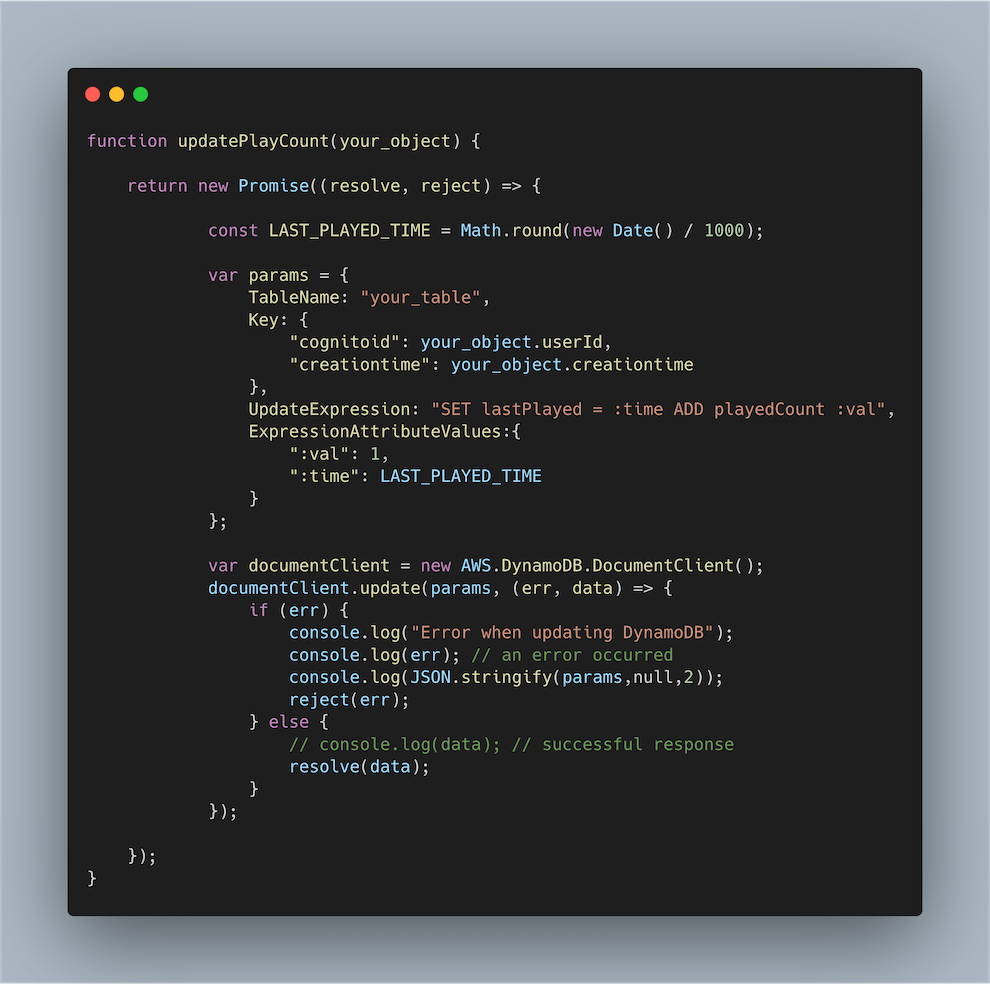 function updatePlayCount(your_object) {
return new Promise((resolve, reject) => {
const LAST_PLAYED_TIME = Math.round(new Date() / 1000);
var params = {
TableName: "your_table",
Key: {
"cognitoid": your_object.userId,
"creationtime": your_object.creationtime
},
UpdateExpression: "SET lastPlayed = :time ADD playedCount :val",
ExpressionAttributeValues:{
":val": 1,
":time": LAST_PLAYED_TIME
}
};
var documentClient = new AWS.DynamoDB.DocumentClient();
documentClient.update(params, (err, data) => {
if (err) {
console.log("Error when updating DynamoDB");
console.log(err); // an error occurred
console.log(JSON.stringify(params,null,2));
reject(err);
} else {
// console.log(data); // successful response
resolve(data);
}
});
});
}